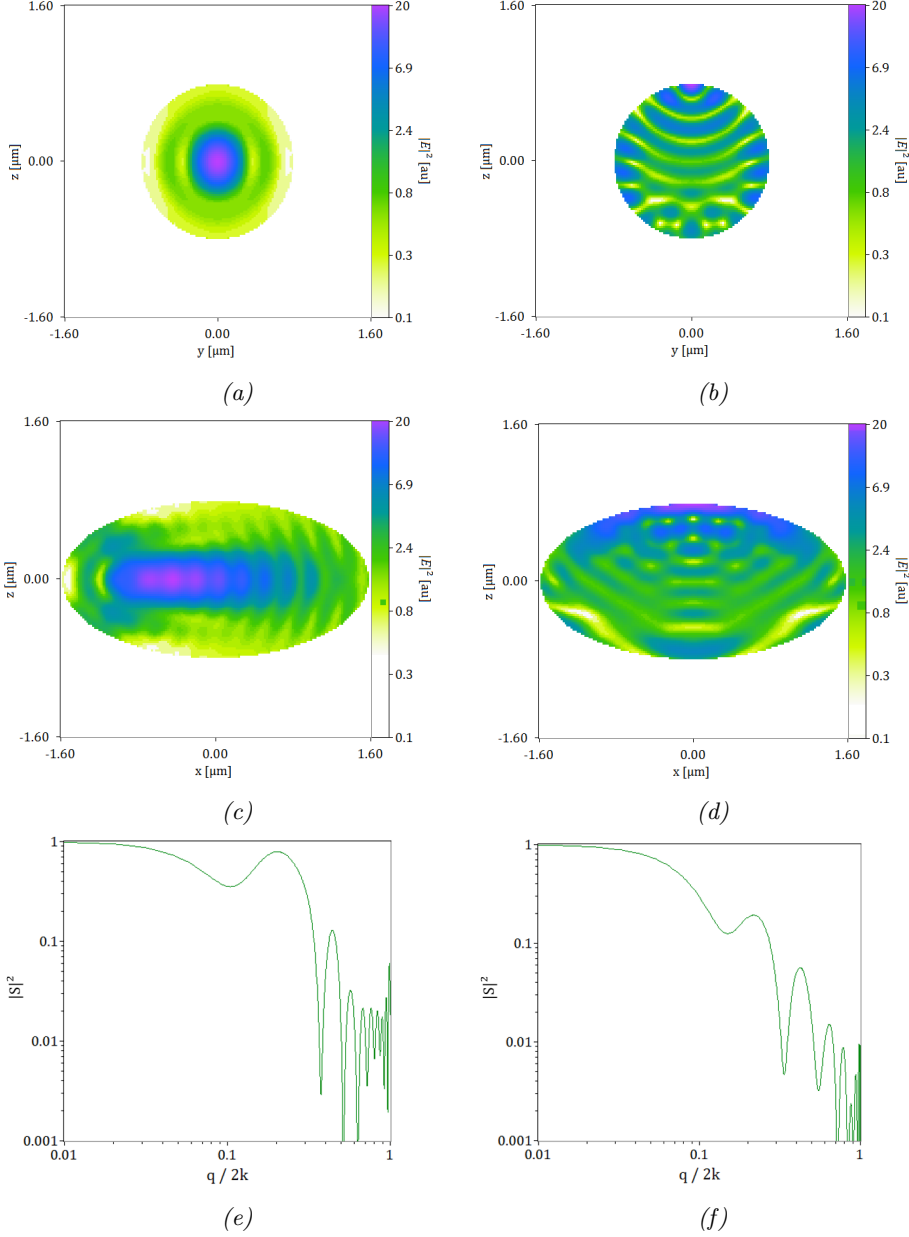 1.60
0.00
-1.60
z [µm]
-1.60 0.00 1.60
y [µm]
20
6.9
2.4
0.8
0.3
0.1
|E|² [au]
(a)
1.60
0.00
-1.60
z [µm]
-1.60 0.00 1.60
y [µm]
20
6.9
2.4
0.8
0.3
0.1
|E|² [au]
(b)
1.60
0.00
-1.60
z [µm]
-1.60 0.00 1.60
x [µm]
20
6.9
2.4
0.8
0.3
0.1
|E|² [au]
(c)
1.60
0.00
-1.60
z [µm]
-1.60 0.00 1.60
x [µm]
20
6.9
2.4
0.8
0.3
0.1
|E|² [au]
(d)
1
0.1
0.01
0.001
|S|²
0.01 0.1 1
q / 2k
(e)
1
0.1
0.01
0.001
|S|²
0.01 0.1 1
q / 2k
(f)